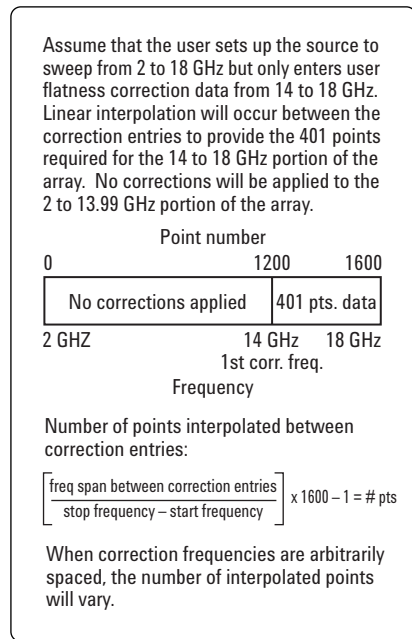 Assume that the user sets up the source to
sweep from 2 to 18 GHz but only enters user
flatness correction data from 14 to 18 GHz.
Linear interpolation will occur between the
correction entries to provide the 401 points
required for the 14 to 18 GHz portion of the
array.  No corrections will be applied to the
2 to 13.99 GHz portion of the array.
Point number
0 1200 1600
No corrections applied 401 pts. data
2 GHZ 14 GHz 18 GHz
1st corr. freq.
Frequency
Number of points interpolated between
correction entries:
freq span between correction entries
stop frequency – start frequency
x 1600 – 1 = # pts
When correction frequencies are arbitrarily
spaced, the number of interpolated points
will vary.